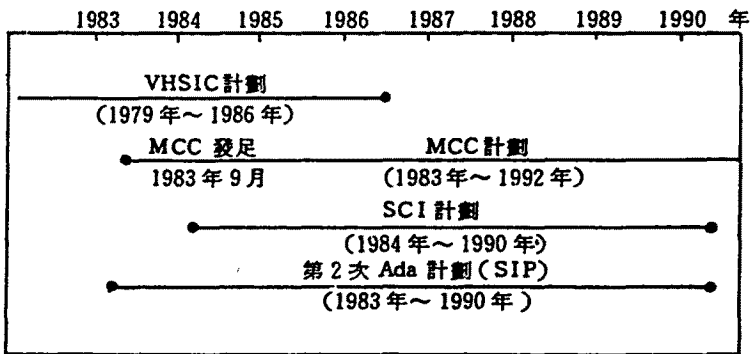 1983 1984 1985 1986 1987 1988 1989 1990 年
VHSIC計劃
(1979年~1986年)
MCC 發足 MCC計劃
1983年9月 (1983年~1992年)
SCI計劃
(1984年~1990年)
第2次 Ada 計劃(SIP)
(1983年~1990年)